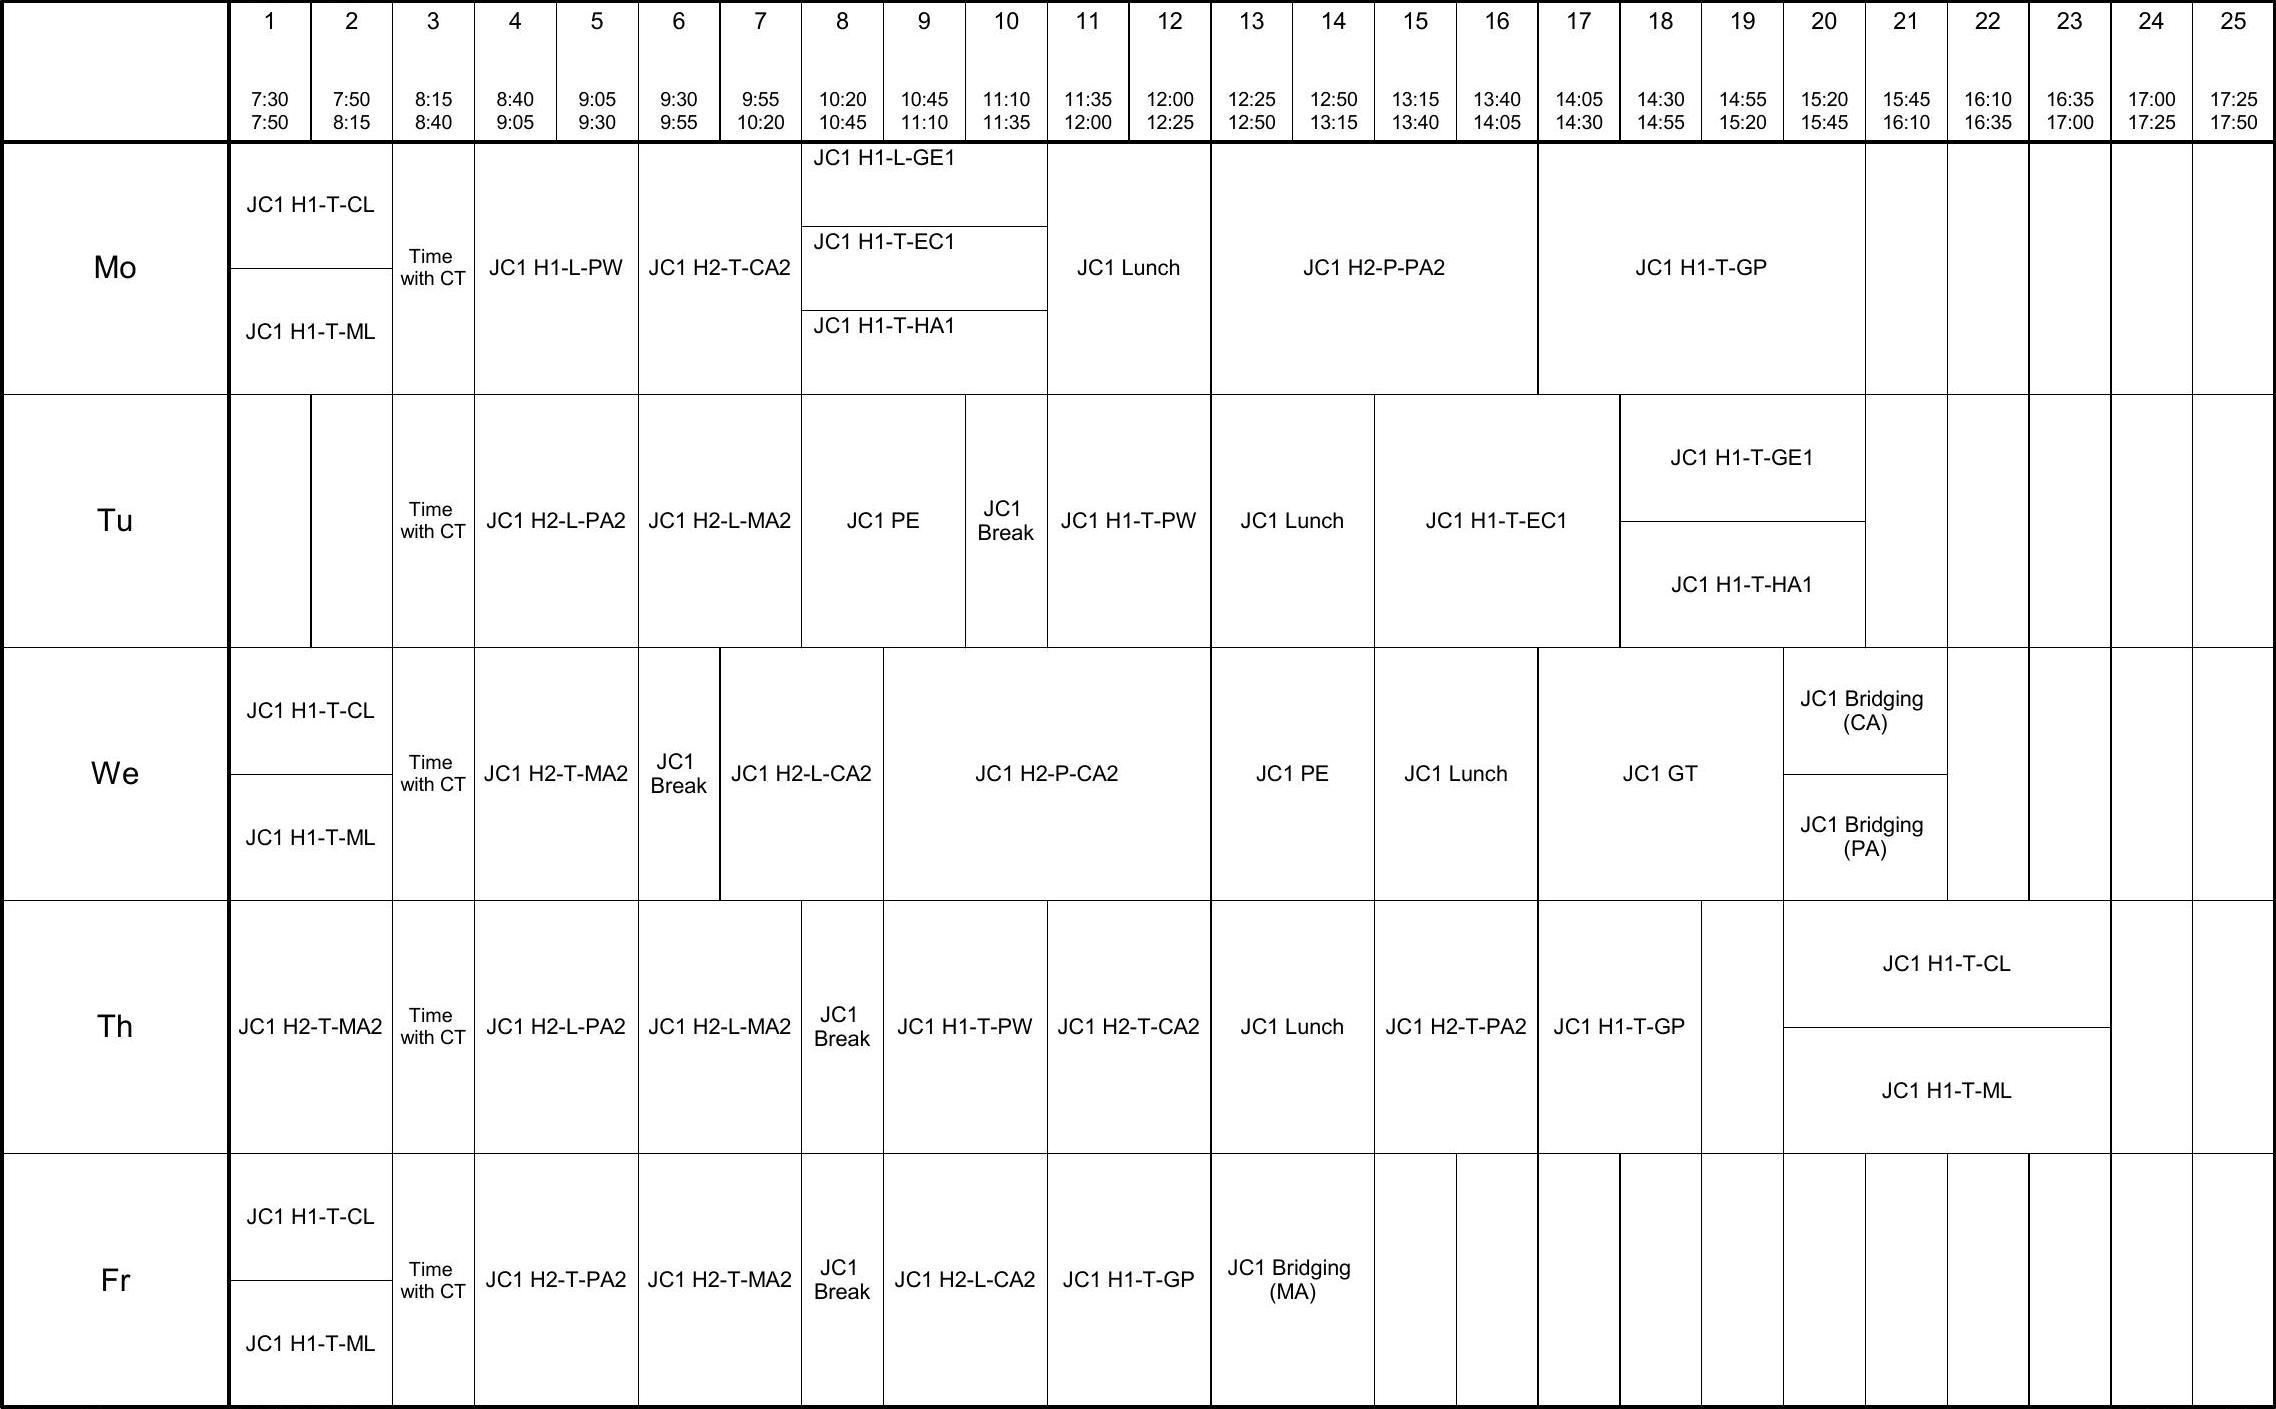 1 2 3 4 5 6 7 8 9 10 11 12 13 14 15 16 17 18 19 20 21 22 23 24 25
7:30 7:50 8:15 8:40 9:05 9:30 9:55 10:20 10:45 11:10 11:35 12:00 12:25 12:50 13:15 13:40 14:05 14:30 14:55 15:20 15:45 16:10 16:35 17:00 17:25
7:50 8:15 8:40 9:05 9:30 9:55 10:20 10:45 11:10 11:35 12:00 12:25 12:50 13:15 13:40 14:05 14:30 14:55 15:20 15:45 16:10 16:35 17:00 17:25 17:50
Mo
JC1 H1-T-CL
JC1 H1-T-ML
Time
with CT
JC1 H1-L-PW
JC1 H2-T-CA2
JC1 H1-L-GE1
JC1 H1-T-EC1
JC1 H1-T-HA1
JC1 Lunch
JC1 H2-P-PA2
JC1 H1-T-GP
Tu
Time
with CT
JC1 H2-L-PA2
JC1 H2-L-MA2
JC1 PE
JC1
Break
JC1 H1-T-PW
JC1 Lunch
JC1 H1-T-EC1
JC1 H1-T-GE1
JC1 H1-T-HA1
We
JC1 H1-T-CL
JC1 H1-T-ML
Time
with CT
JC1 H2-T-MA2
JC1
Break
JC1 H2-L-CA2
JC1 H2-P-CA2
JC1 PE
JC1 Lunch
JC1 GT
JC1 Bridging
(CA)
JC1 Bridging
(PA)
Th
JC1 H2-T-MA2
Time
with CT
JC1 H2-L-PA2
JC1 H2-L-MA2
JC1
Break
JC1 H1-T-PW
JC1 H2-T-CA2
JC1 Lunch
JC1 H2-T-PA2
JC1 H1-T-GP
JC1 H1-T-CL
JC1 H1-T-ML
Fr
JC1 H1-T-CL
JC1 H1-T-ML
Time
with CT
JC1 H2-T-PA2
JC1 H2-T-MA2
JC1
Break
JC1 H2-L-CA2
JC1 H1-T-GP
JC1 Bridging
(MA)